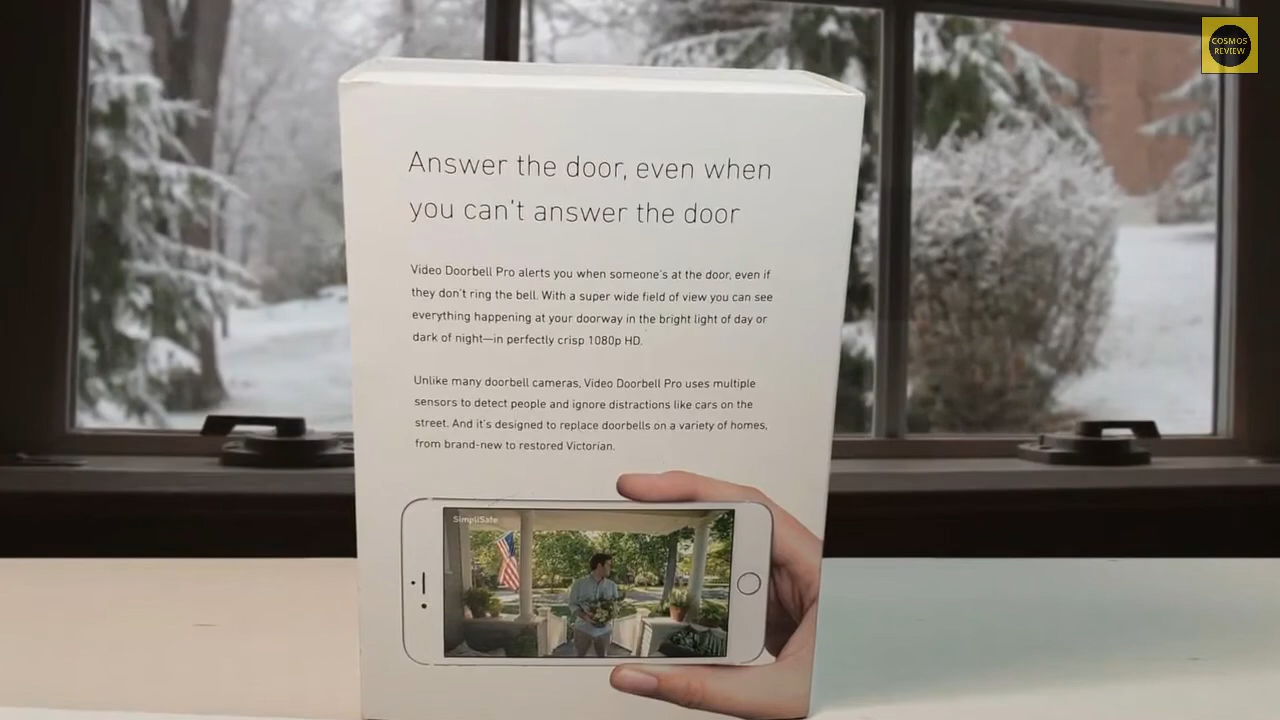 COSMOS
REVIEW
Answer the door, even when
you can't answer the door
Video Doorbell Pro alerts you when someone's at the door, even if
they don't ring the bell. With a super wide field of view you can see
everything happening at your doorway in the bright light of day or
dark of night—in perfectly crisp 1080p HD.
Unlike many doorbell cameras, Video Doorbell Pro uses multiple
sensors to detect people and ignore distractions like cars on the
street. And it's designed to replace doorbells on a variety of homes,
from brand-new to restored Victorian.
SimpliSafe